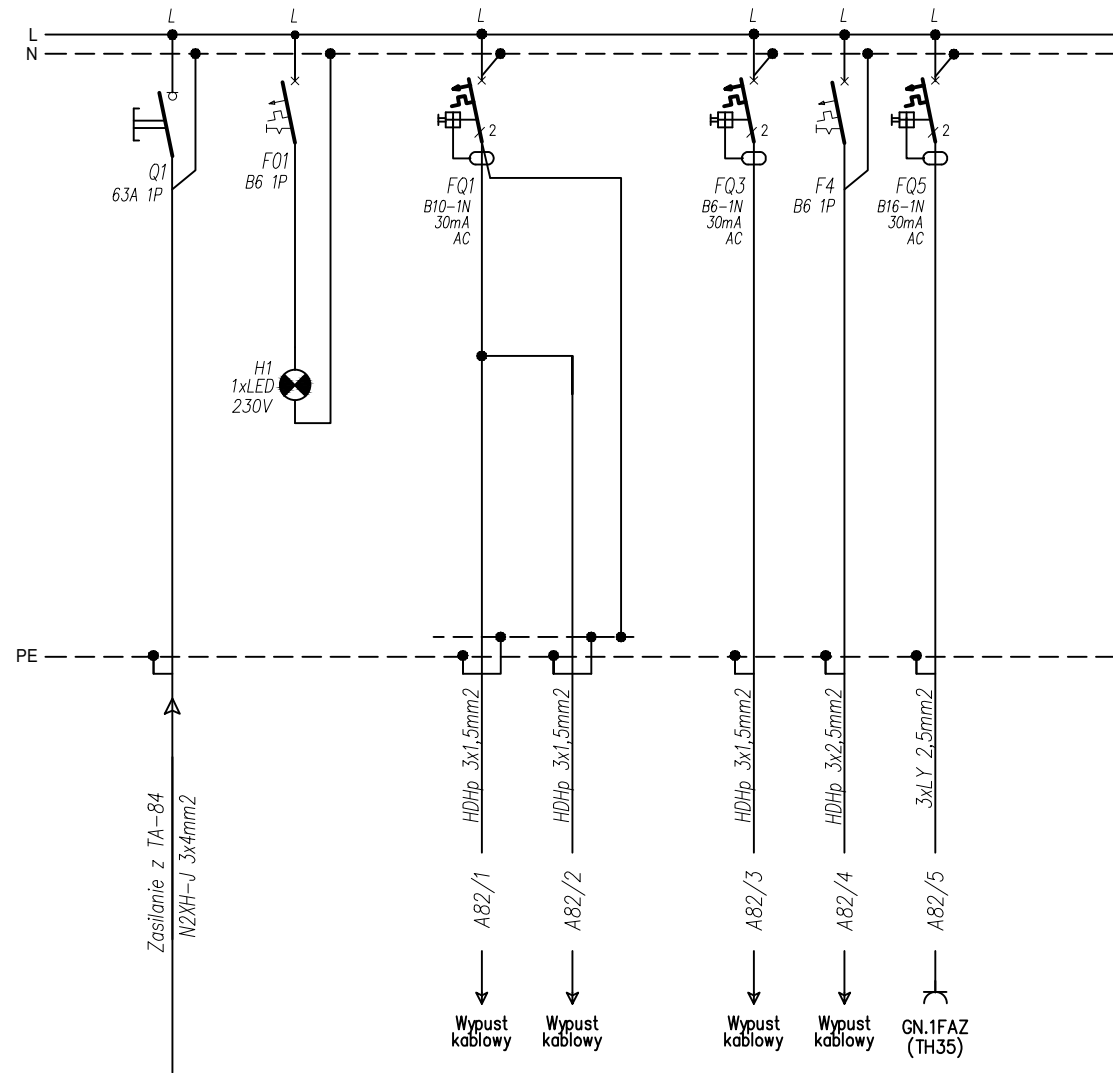 L
L
L
L
L
L
L
N
Q1
63A 1P
F01
B6 1P
2
FQ1
B10-1N
30mA
AC
2
FQ3
B6-1N
30mA
AC
F4
B6 1P
2
FQ5
B16-1N
30mA
AC
H1
1xLED
230V
PE
Zasilanie z TA-84
N2XH-J 3x4mm2
HDHp 3x1,5mm2
HDHp 3x1,5mm2
HDHp 3x1,5mm2
HDHp 3x2,5mm2
3xLY 2,5mm2
A82/1
A82/2
A82/3
A82/4
A82/5
Wypust
kablowy
Wypust
kablowy
Wypust
kablowy
Wypust
kablowy
GN.1FAZ
(TH35)